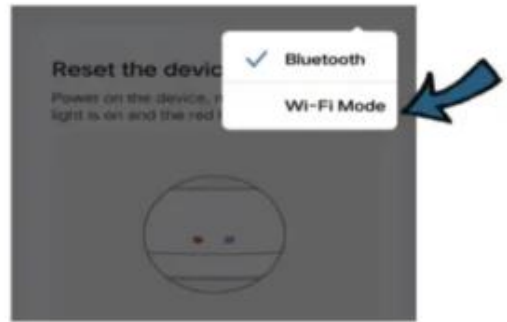 Reset the devic
Bluetooth
Power on the device, r
Wi-Fi Mode
light is on and the red l